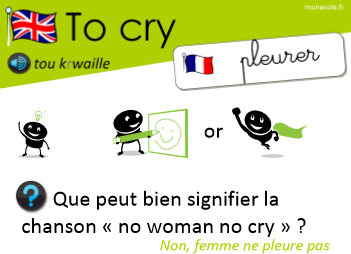 monecole.fr
To cry
tou krwaille
pleurer
or
Que peut bien signifier la
chanson « no woman no cry » ?
Non, femme ne pleure pas